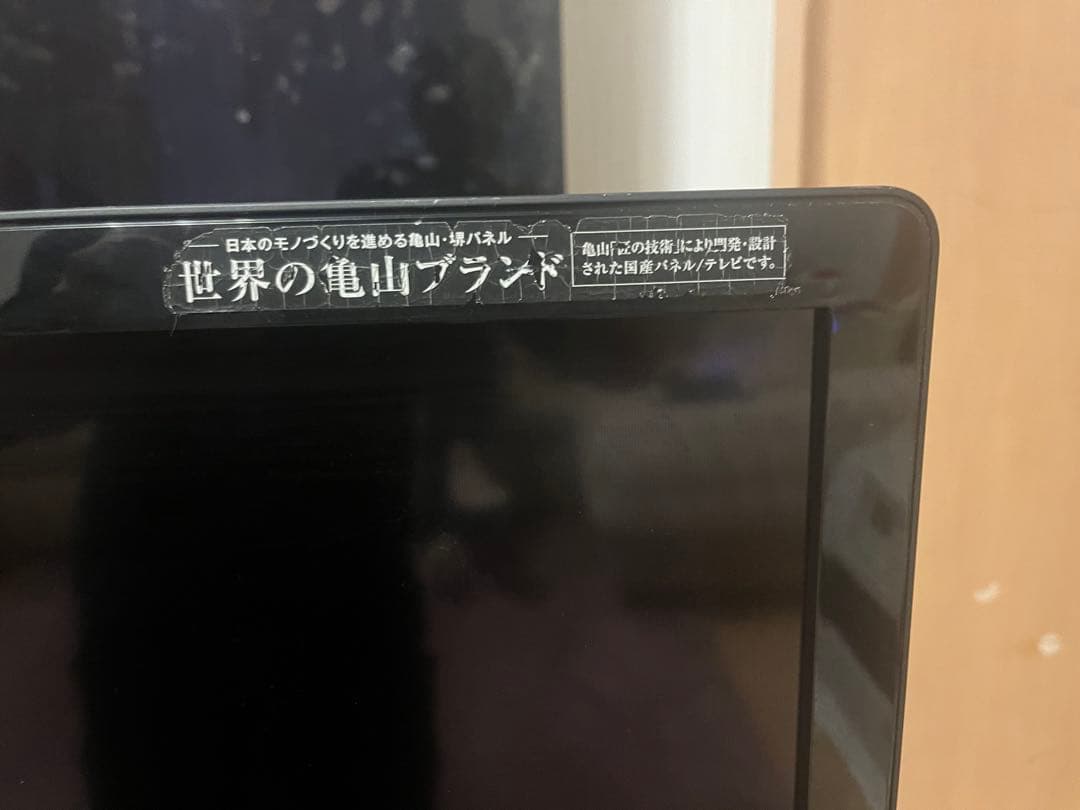 日本のモノづくりを進める亀山・堺パネル
世界の亀山ブランド
亀山「匠の技術」により開発・設計
された国産パネル/テレビです。